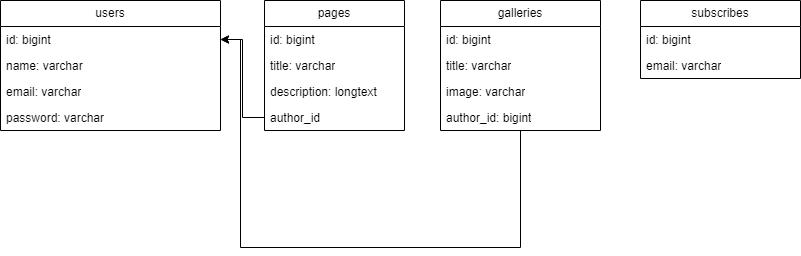 users
id: bigint
name: varchar
email: varchar
password: varchar
pages
id: bigint
title: varchar
description: longtext
author_id
galleries
id: bigint
title: varchar
image: varchar
author_id: bigint
subscribes
id: bigint
email: varchar